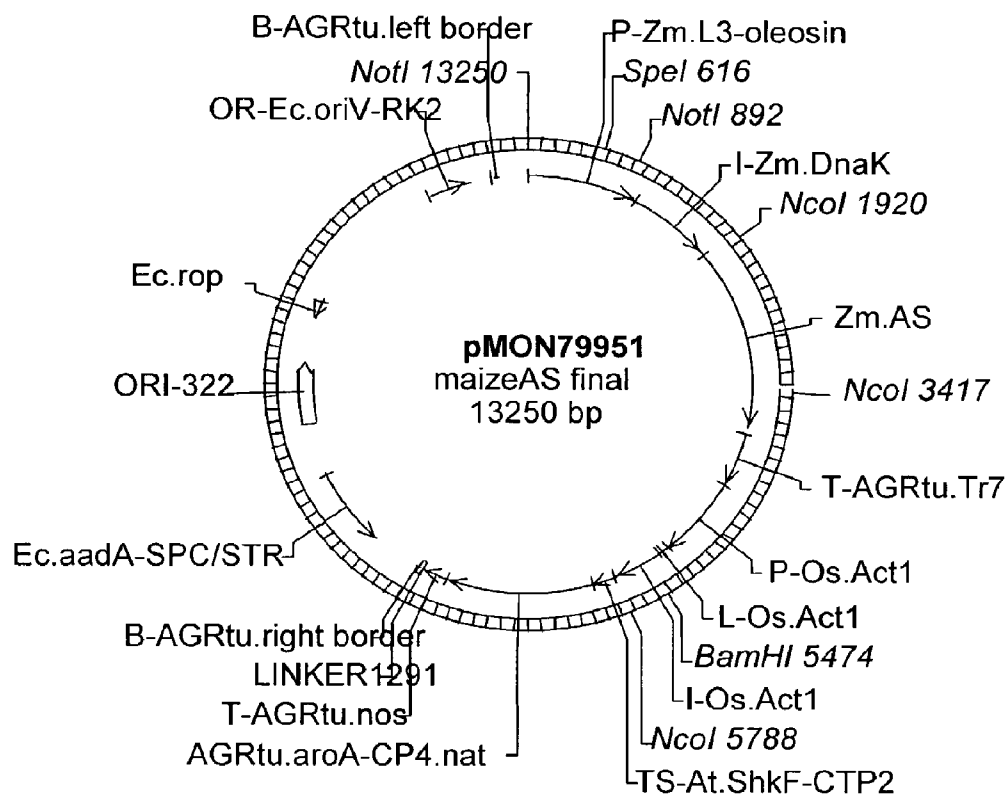 B-AGRtu.left border
P-Zm.L3-oleosin
NotI 13250
SpeI 616
OR-Ec.oriV-RK2
NotI 892
I-Zm.DnaK
NcoI 1920
Ec.rop
Zm.AS
pMON79951
maizeAS final
13250 bp
ORI-322
NcoI 3417
T-AGRtu.Tr7
Ec.aadA-SPC/STR
P-Os.Act1
L-Os.Act1
B-AGRtu.right border
BamHI 5474
LINKER1291
I-Os.Act1
T-AGRtu.nos
NcoI 5788
AGRtu.aroA-CP4.nat
TS-At.ShkF-CTP2